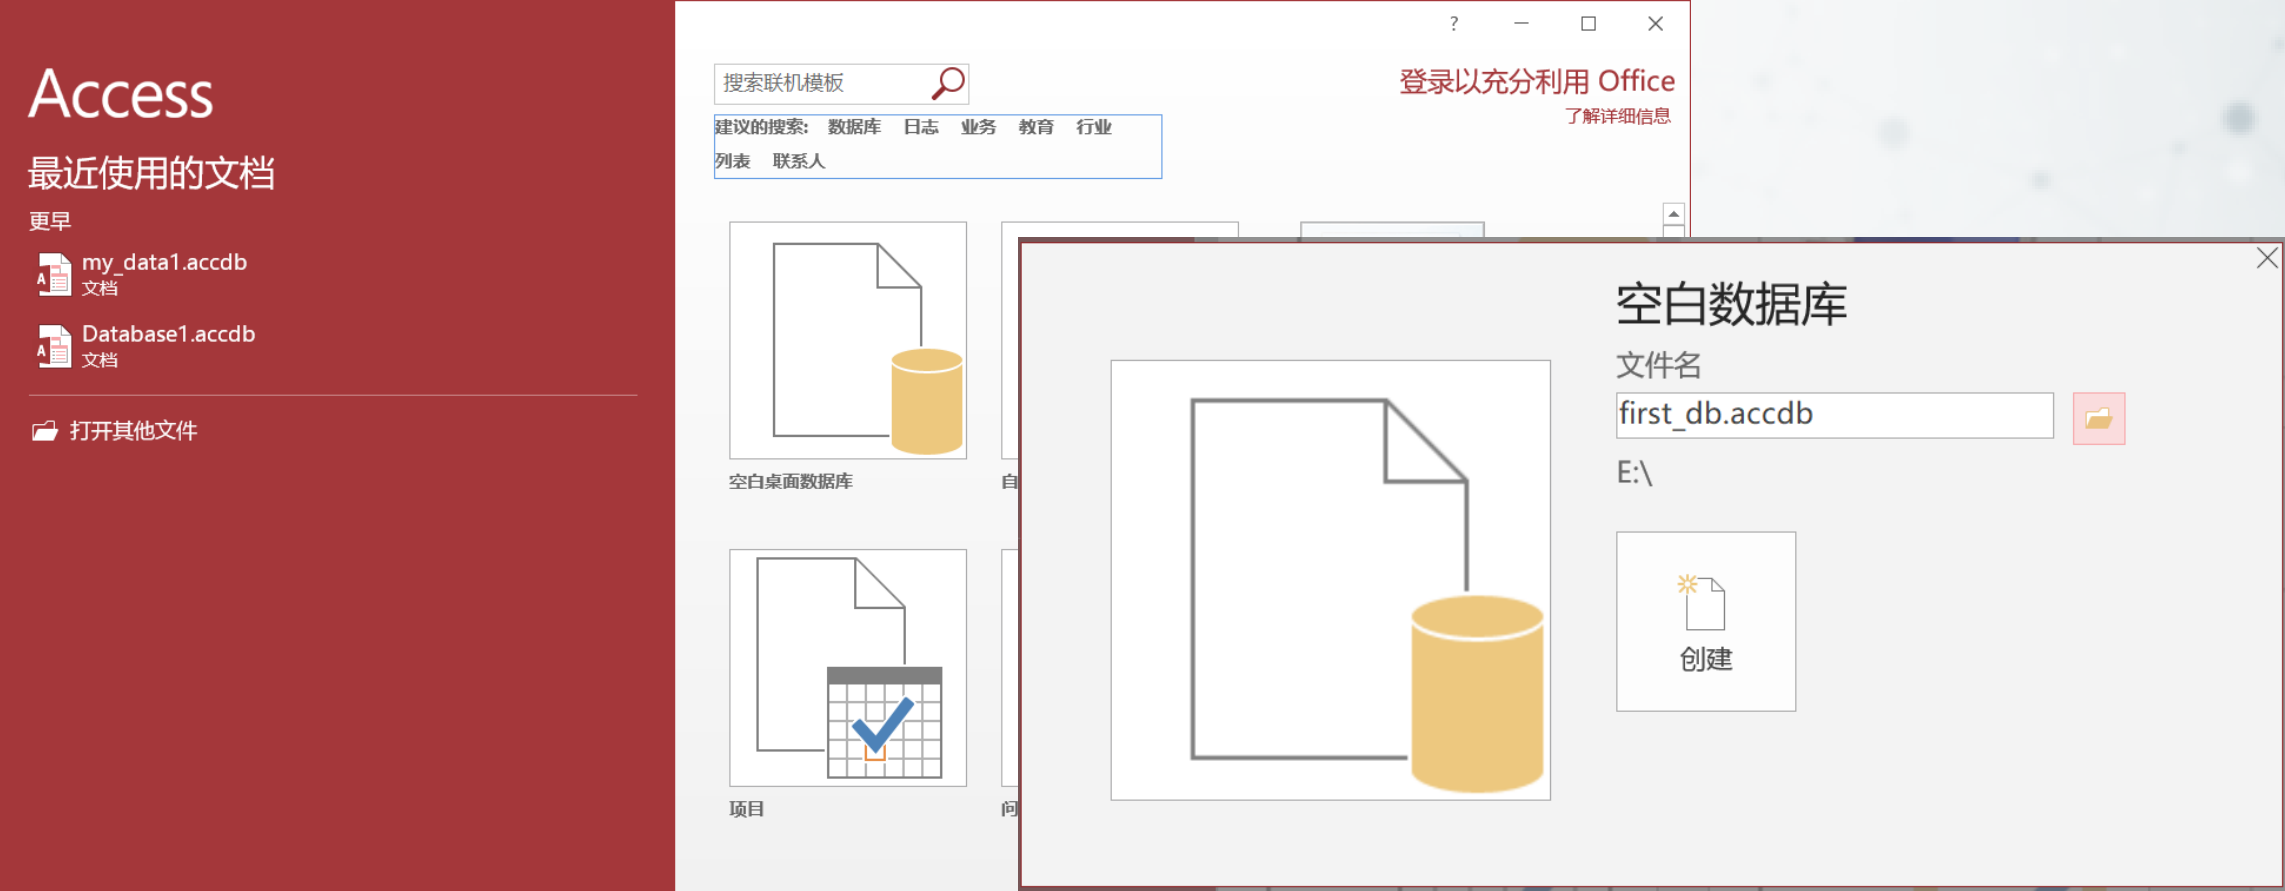 Access
最近使用的文档
更早
my_data1.accdb
文档
Database1.accdb
文档
打开其他文件
?
搜索联机模板
登录以充分利用 Office
了解详细信息
建议的搜索: 数据库 日志 业务 教育 行业
列表 联系人
空白桌面数据库
自
项目
问
空白数据库
文件名
first_db.accdb
E:\
创建